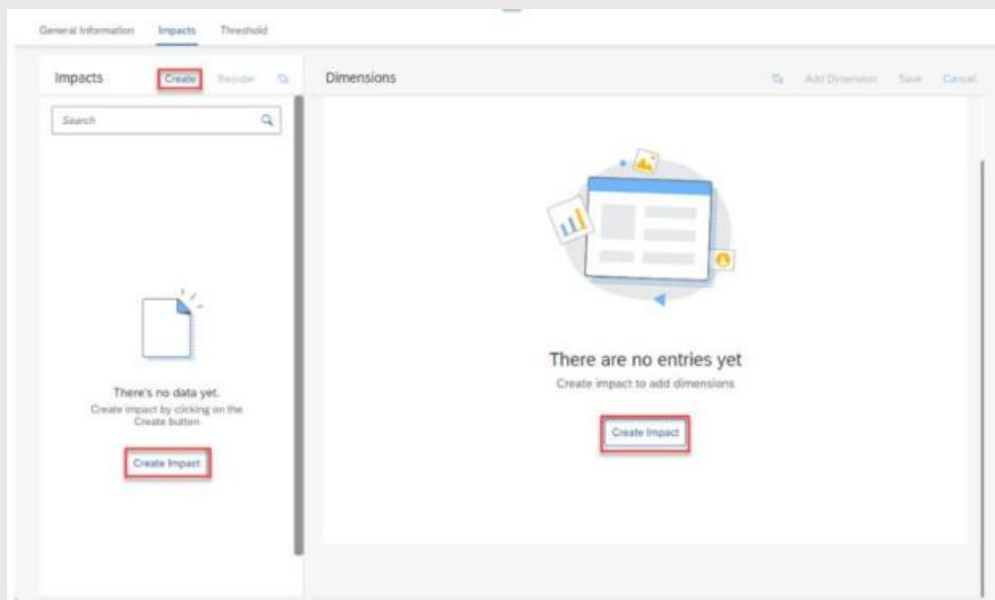 General Information Impacts Threshold
Impacts Create Reorder
Dimensions Add Dimension Save Cancel
Search
There's no data yet.
Create impact by clicking on the
Create button
Create Impact
There are no entries yet
Create impact to add dimensions
Create Impact